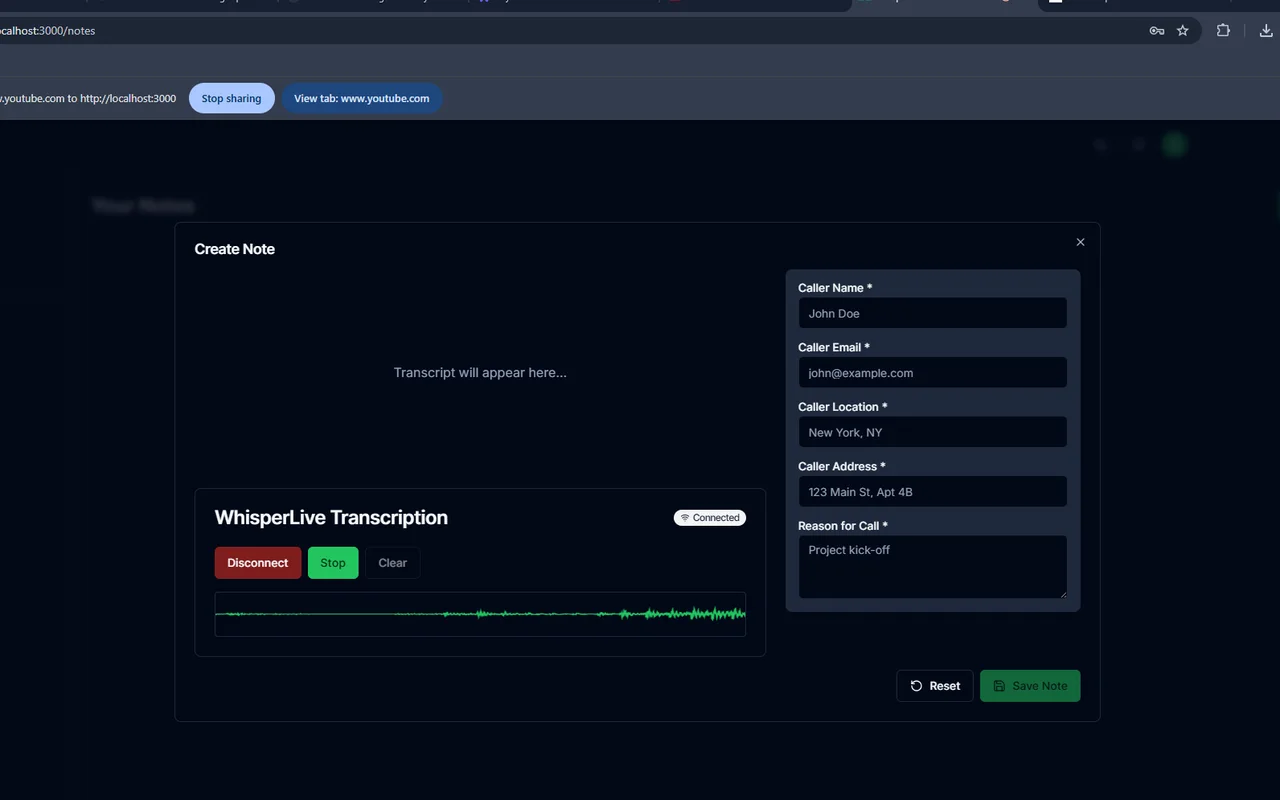 ocalhost:3000/notes
.youtube.com to http://localhost:3000
Stop sharing
View tab: www.youtube.com
Your Notes
Create Note
Transcript will appear here...
WhisperLive Transcription
Connected
Disconnect
Stop
Clear
Caller Name *
John Doe
Caller Email *
john@example.com
Caller Location *
New York, NY
Caller Address *
123 Main St, Apt 4B
Reason for Call *
Project kick-off
Reset
Save Note